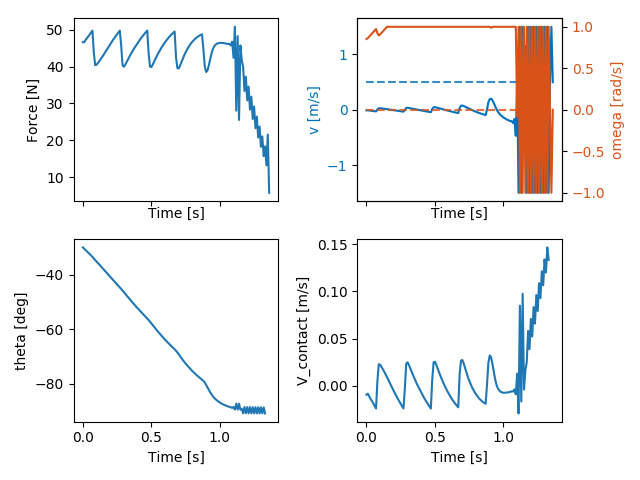 50
40
30
20
10
Force [N]
Time [s]
1
0
−1
v [m/s]
1.0
0.5
0.0
−0.5
−1.0
omega [rad/s]
Time [s]
−40
−60
−80
theta [deg]
0.0 0.5 1.0
Time [s]
0.15
0.10
0.05
0.00
V_contact [m/s]
0.0 0.5 1.0
Time [s]